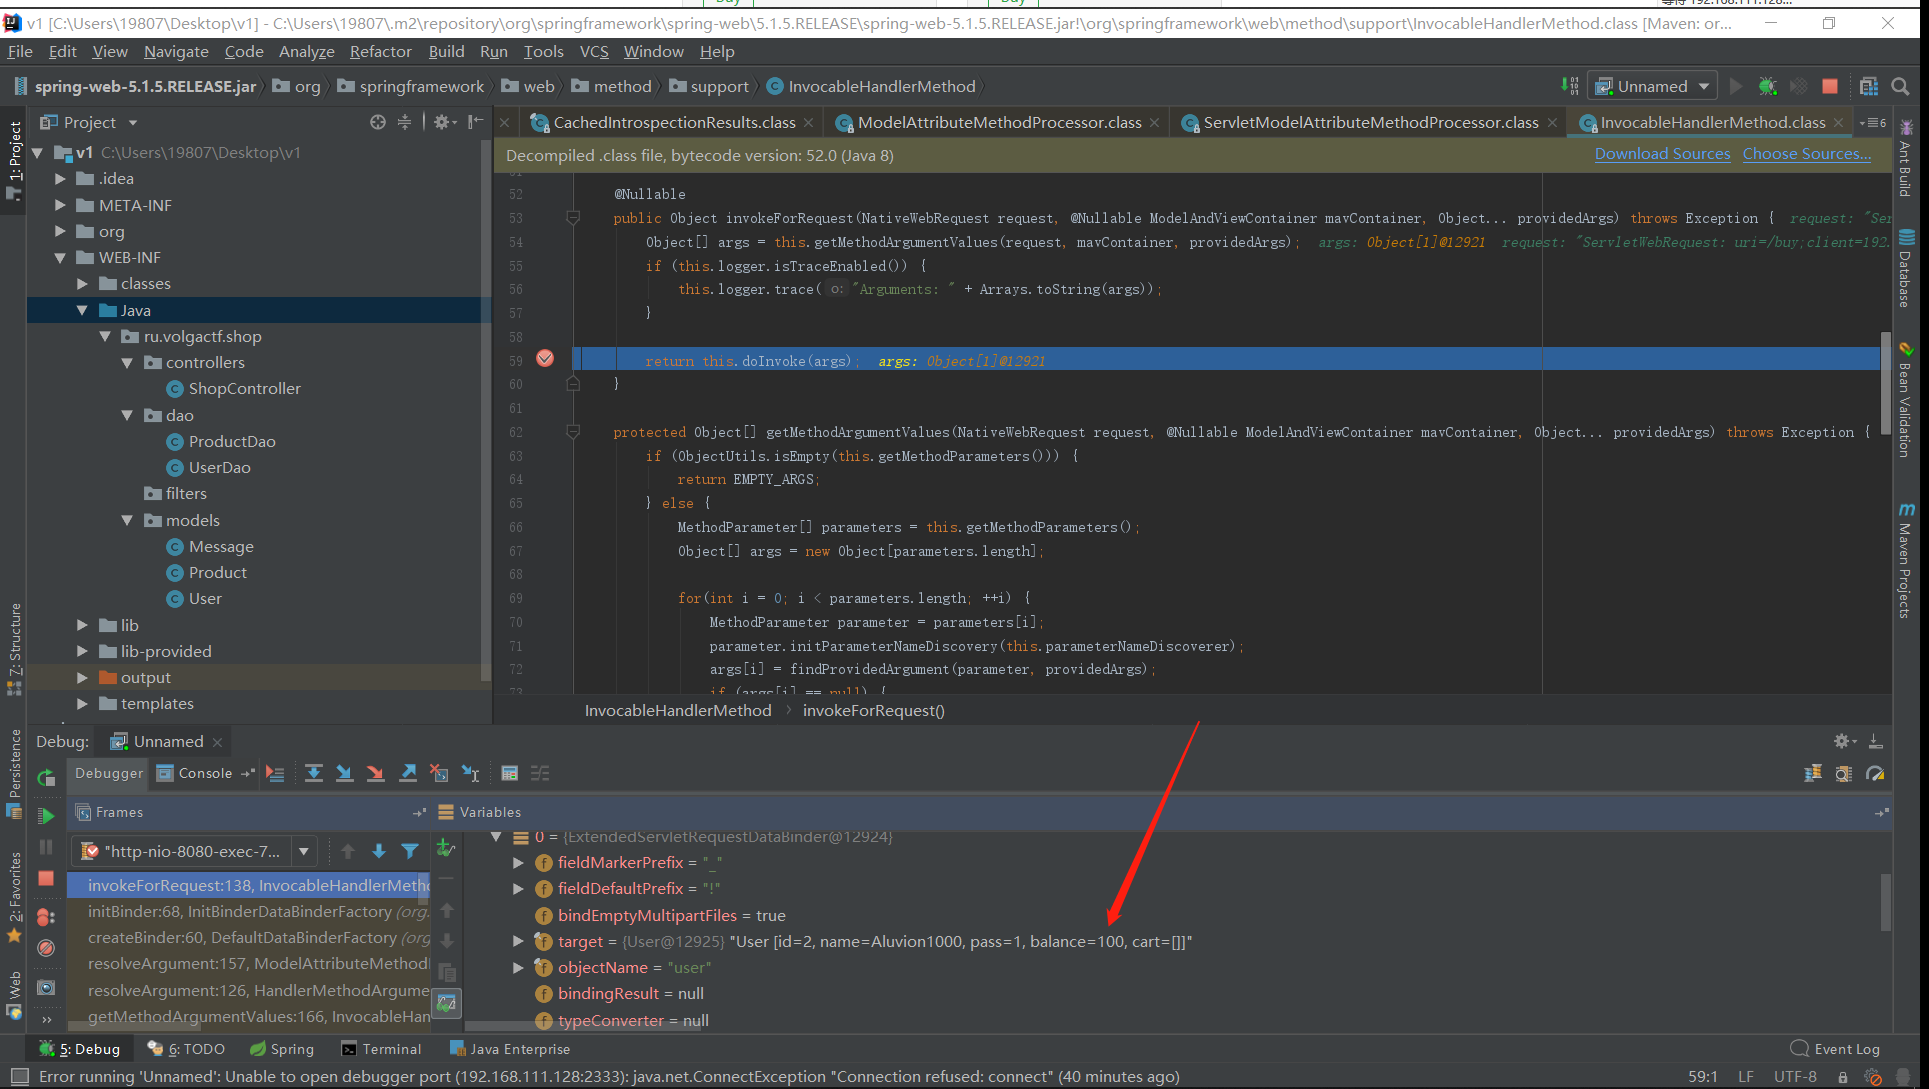 Buy
Buy
v1 [C:\Users\19807\Desktop\v1] - C:\Users\19807\.m2\repository\org\springframework\spring-web\5.1.5.RELEASE\spring-web-5.1.5.RELEASE.jar!\org\springframework\web\method\support\InvocableHandlerMethod.class [Maven: or...
File Edit View Navigate Code Analyze Refactor Build Run Tools VCS Window Help
spring-web-5.1.5.RELEASE.jar org springframework web method support InvocableHandlerMethod Unnamed
Project
CachedIntrospectionResults.class ModelAttributeMethodProcessor.class ServletModelAttributeMethodProcessor.class InvocableHandlerMethod.class 6
Decompiled .class file, bytecode version: 52.0 (Java 8) Download Sources Choose Sources...
v1 C:\Users\19807\Desktop\v1
.idea
META-INF
org
WEB-INF
classes
Java
ru.volgactf.shop
controllers
ShopController
dao
ProductDao
UserDao
filters
models
Message
Product
User
lib
lib-provided
output
templates
1: Project
7: Structure
Persistence
2: Favorites
Web
Ant Build
Database
Bean Validation
Maven Projects
52 @Nullable
53 public Object invokeForRequest(NativeWebRequest request, @Nullable ModelAndViewContainer mavContainer, Object... providedArgs) throws Exception { request: "Ser
54 Object[] args = this.getMethodArgumentValues(request, mavContainer, providedArgs); args: Object[1]@12921 request: "ServletWebRequest: uri=/buy;client=192.
55 if (this.logger.isTraceEnabled()) {
56 this.logger.trace( o: "Arguments: " + Arrays.toString(args));
57 }
58
59 return this.doInvoke(args); args: Object[1]@12921
60 }
61
62 protected Object[] getMethodArgumentValues(NativeWebRequest request, @Nullable ModelAndViewContainer mavContainer, Object... providedArgs) throws Exception {
63 if (ObjectUtils.isEmpty(this.getMethodParameters())) {
64 return EMPTY_ARGS;
65 } else {
66 MethodParameter[] parameters = this.getMethodParameters();
67 Object[] args = new Object[parameters.length];
68
69 for(int i = 0; i < parameters.length; ++i) {
70 MethodParameter parameter = parameters[i];
71 parameter.initParameterNameDiscovery(this.parameterNameDiscoverer);
72 args[i] = findProvidedArgument(parameter, providedArgs);
73 if (args[i] == null) {
InvocableHandlerMethod › invokeForRequest()
Debug: Unnamed
Debugger Console
Frames
Variables
"http-nio-8080-exec-7...
invokeForRequest:138, InvocableHandlerMetho
initBinder:68, InitBinderDataBinderFactory (org.
createBinder:60, DefaultDataBinderFactory (org
resolveArgument:157, ModelAttributeMethod
resolveArgument:126, HandlerMethodArgume
getMethodArgumentValues:166, InvocableHan
0 = {ExtendedServletRequestDataBinder@12924}
fieldMarkerPrefix = "_"
fieldDefaultPrefix = "!"
bindEmptyMultipartFiles = true
target = {User@12925} "User [id=2, name=Aluvion1000, pass=1, balance=100, cart=[]]"
objectName = "user"
bindingResult = null
typeConverter = null
5: Debug 6: TODO Spring Terminal Java Enterprise Event Log
Error running 'Unnamed': Unable to open debugger port (192.168.111.128:2333): java.net.ConnectException "Connection refused: connect" (40 minutes ago) 59:1 LF UTF-8